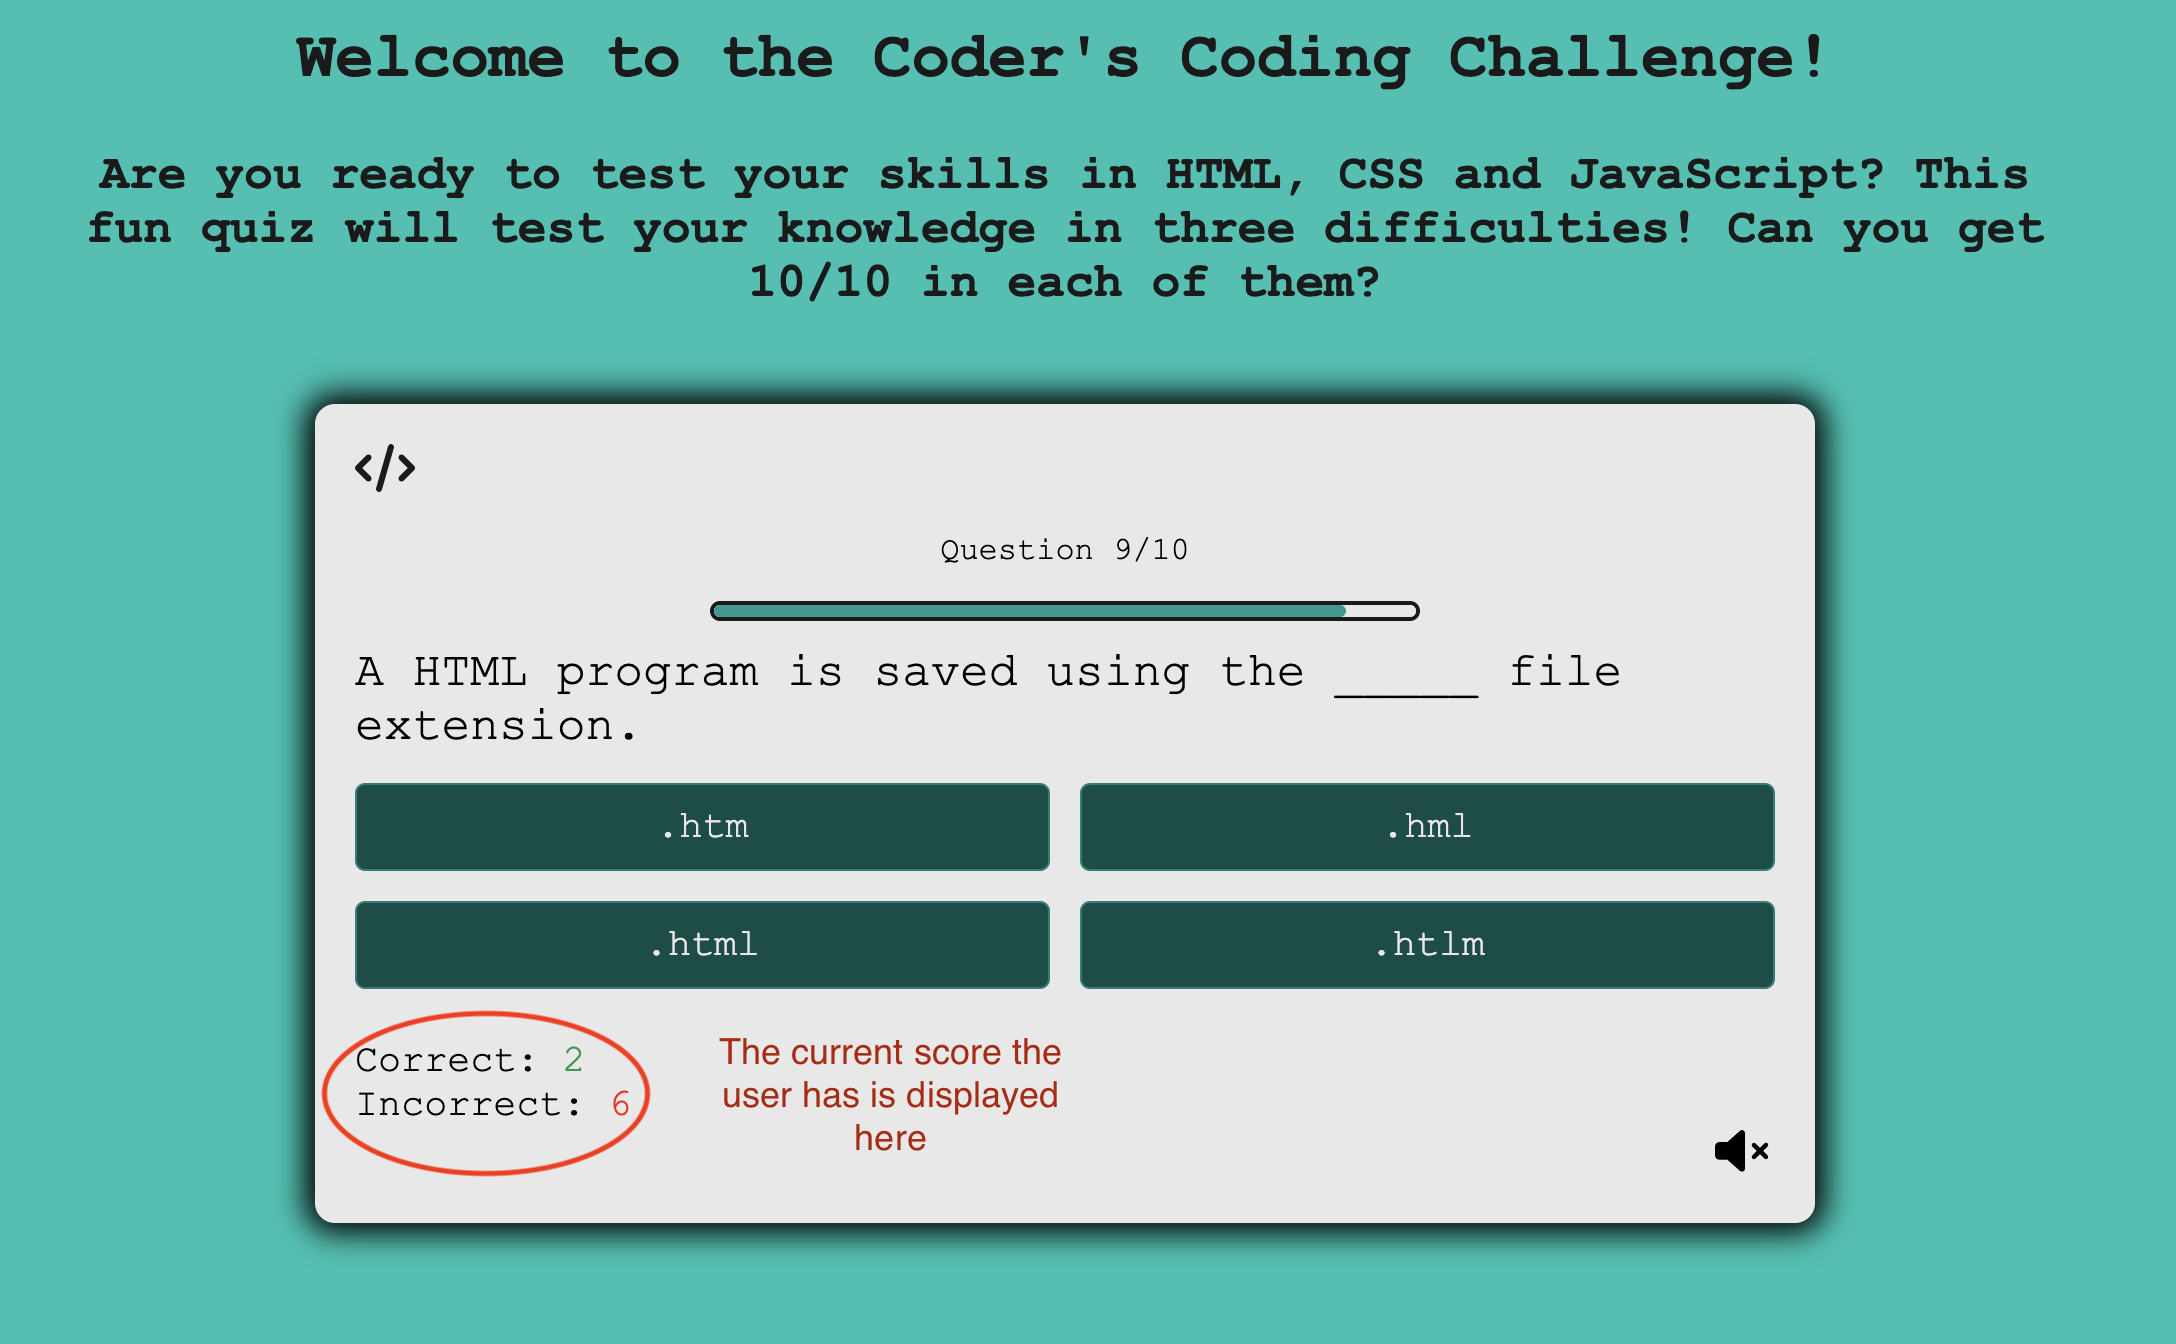 Welcome to the Coder's Coding Challenge!
Are you ready to test your skills in HTML, CSS and JavaScript? This
fun quiz will test your knowledge in three difficulties! Can you get
10/10 in each of them?
</>
Question 9/10
A HTML program is saved using the _____ file
extension.
.htm
.hml
.html
.htlm
Correct: 2
Incorrect: 6
The current score the
user has is displayed
here